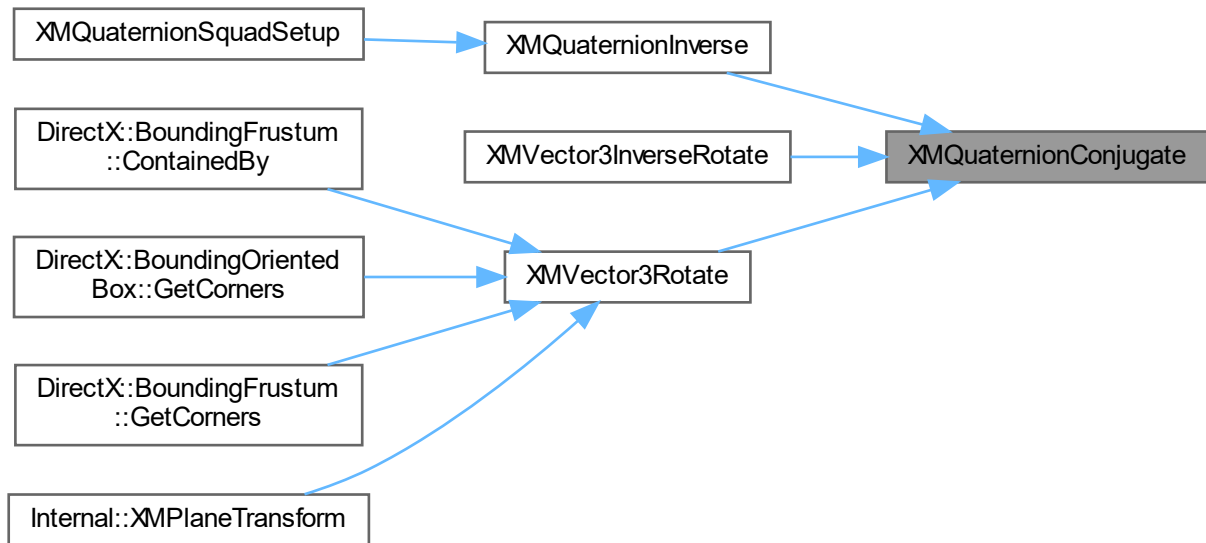 XMQuaternionSquadSetup
XMQuaternionInverse
DirectX::BoundingFrustum
::ContainedBy
XMVector3InverseRotate
XMQuaternionConjugate
DirectX::BoundingOriented
Box::GetCorners
XMVector3Rotate
DirectX::BoundingFrustum
::GetCorners
Internal::XMPlaneTransform